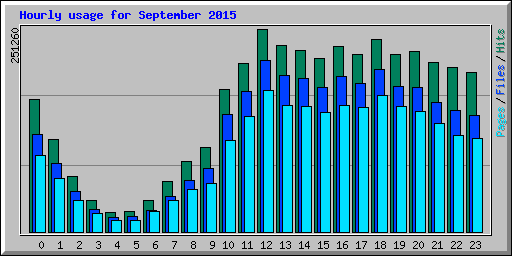 Hourly usage for September 2015
251260
Pages / Files / Hits
0 1 2 3 4 5 6 7 8 9 10 11 12 13 14 15 16 17 18 19 20 21 22 23